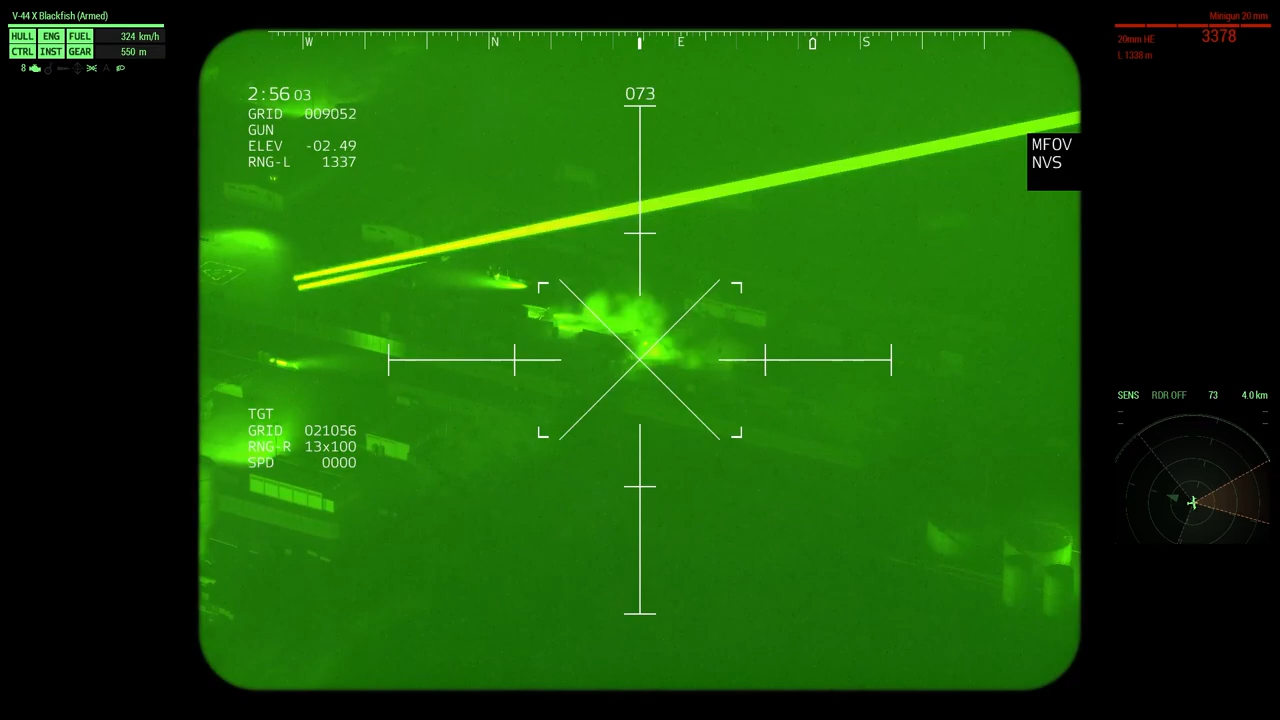 V-44 X Blackfish (Armed)
HULL ENG FUEL 324 km/h
CTRL INST GEAR 550 m
8 A
Minigun 20 mm
20mm HE 3378
L 1338 m
W N E S
2:56 03
073
GRID 009052
GUN
ELEV -02.49
RNG-L 1337
MFOV
NVS
TGT
GRID 021056
RNG-R 13x100
SPD 0000
SENS RDR OFF 73 4.0 km